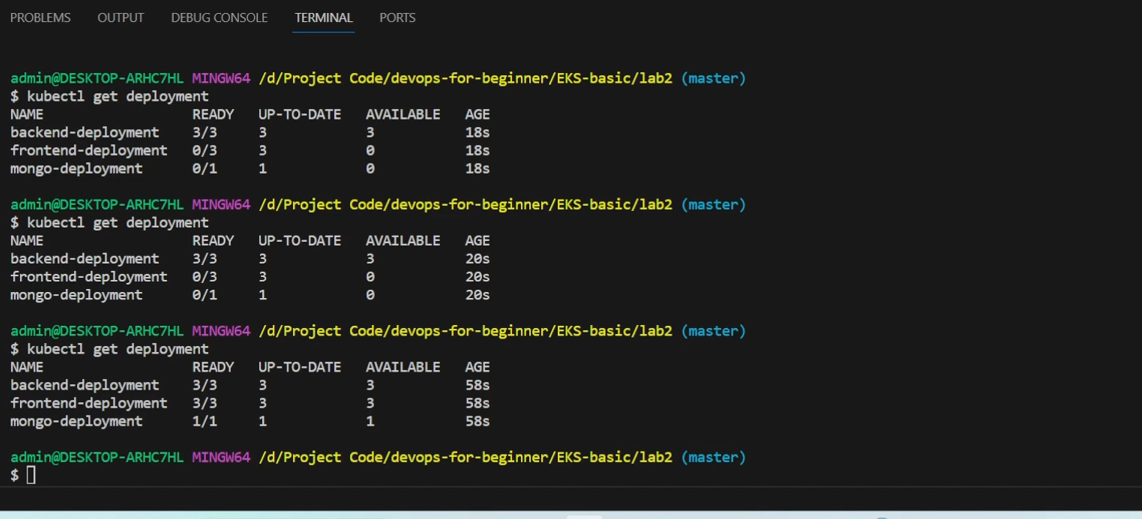 PROBLEMS OUTPUT DEBUG CONSOLE TERMINAL PORTS
admin@DESKTOP-ARHC7HL MINGW64 /d/Project Code/devops-for-beginner/EKS-basic/lab2 (master)
$ kubectl get deployment
NAME READY UP-TO-DATE AVAILABLE AGE
backend-deployment 3/3 3 3 18s
frontend-deployment 0/3 3 0 18s
mongo-deployment 0/1 1 0 18s
admin@DESKTOP-ARHC7HL MINGW64 /d/Project Code/devops-for-beginner/EKS-basic/lab2 (master)
$ kubectl get deployment
NAME READY UP-TO-DATE AVAILABLE AGE
backend-deployment 3/3 3 3 20s
frontend-deployment 0/3 3 0 20s
mongo-deployment 0/1 1 0 20s
admin@DESKTOP-ARHC7HL MINGW64 /d/Project Code/devops-for-beginner/EKS-basic/lab2 (master)
$ kubectl get deployment
NAME READY UP-TO-DATE AVAILABLE AGE
backend-deployment 3/3 3 3 58s
frontend-deployment 3/3 3 3 58s
mongo-deployment 1/1 1 1 58s
admin@DESKTOP-ARHC7HL MINGW64 /d/Project Code/devops-for-beginner/EKS-basic/lab2 (master)
$